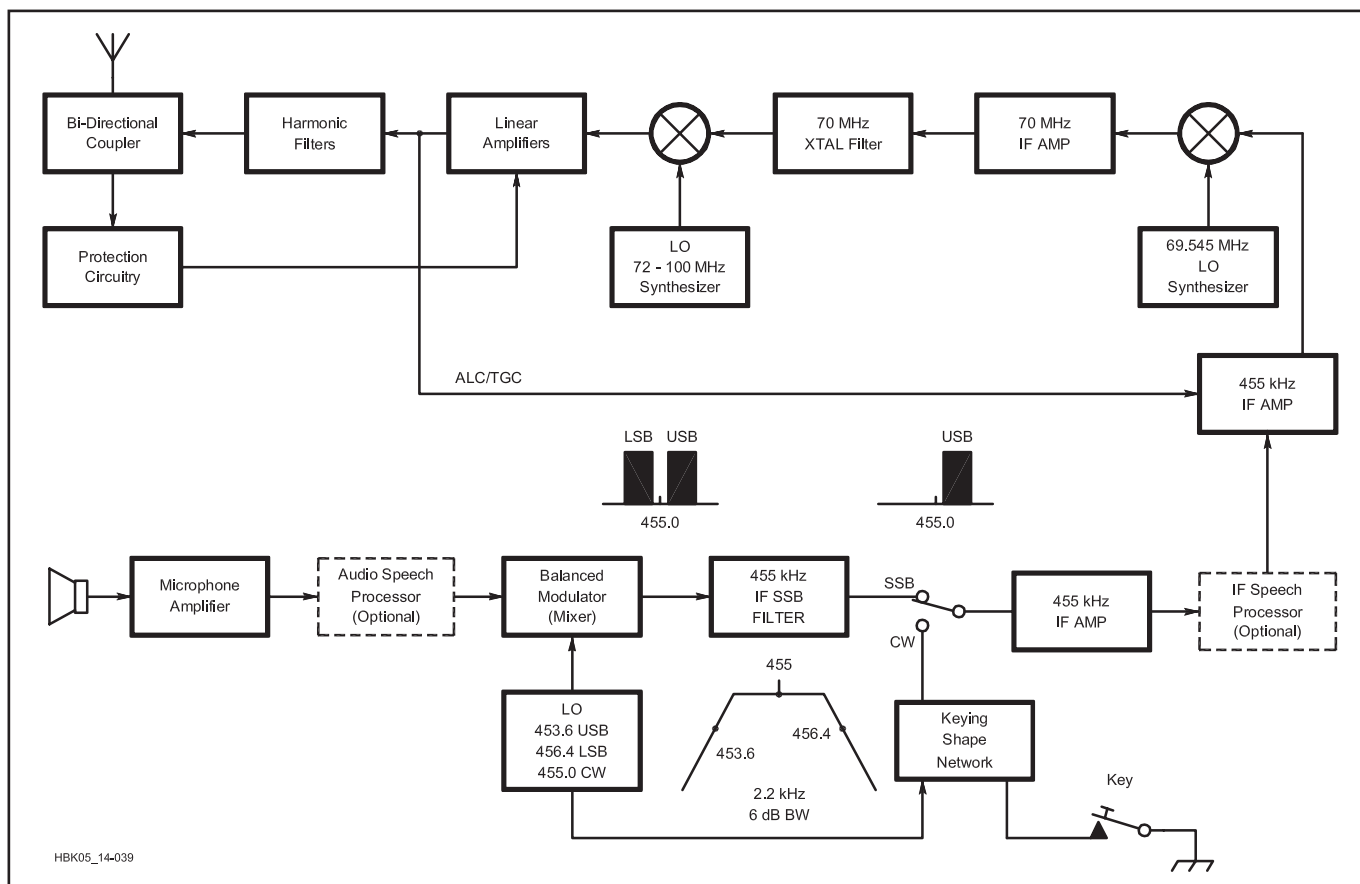 Bi-Directional
Coupler
Harmonic
Filters
Linear
Amplifiers
70 MHz
XTAL Filter
70 MHz
IF AMP
Protection
Circuitry
LO
72 - 100 MHz
Synthesizer
69.545 MHz
LO
Synthesizer
ALC/TGC
455 kHz
IF AMP
LSB USB
455.0
USB
455.0
Microphone
Amplifier
Audio Speech
Processor
(Optional)
Balanced
Modulator
(Mixer)
455 kHz
IF SSB
FILTER
SSB
CW
455 kHz
IF AMP
IF Speech
Processor
(Optional)
LO
453.6 USB
456.4 LSB
455.0 CW
455
453.6
456.4
2.2 kHz
6 dB BW
Keying
Shape
Network
Key
HBK05_14-039